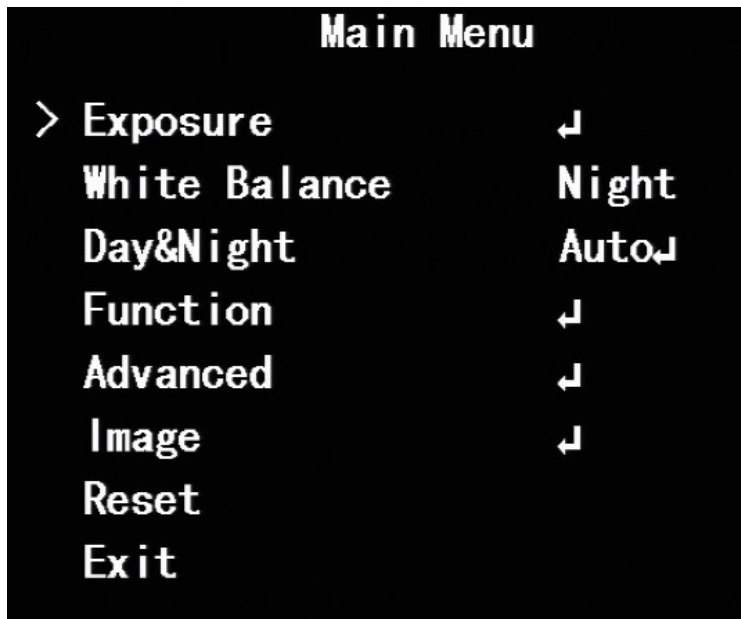 Main Menu
> Exposure ↲
White Balance Night
Day&Night Auto↲
Function ↲
Advanced ↲
Image ↲
Reset
Exit